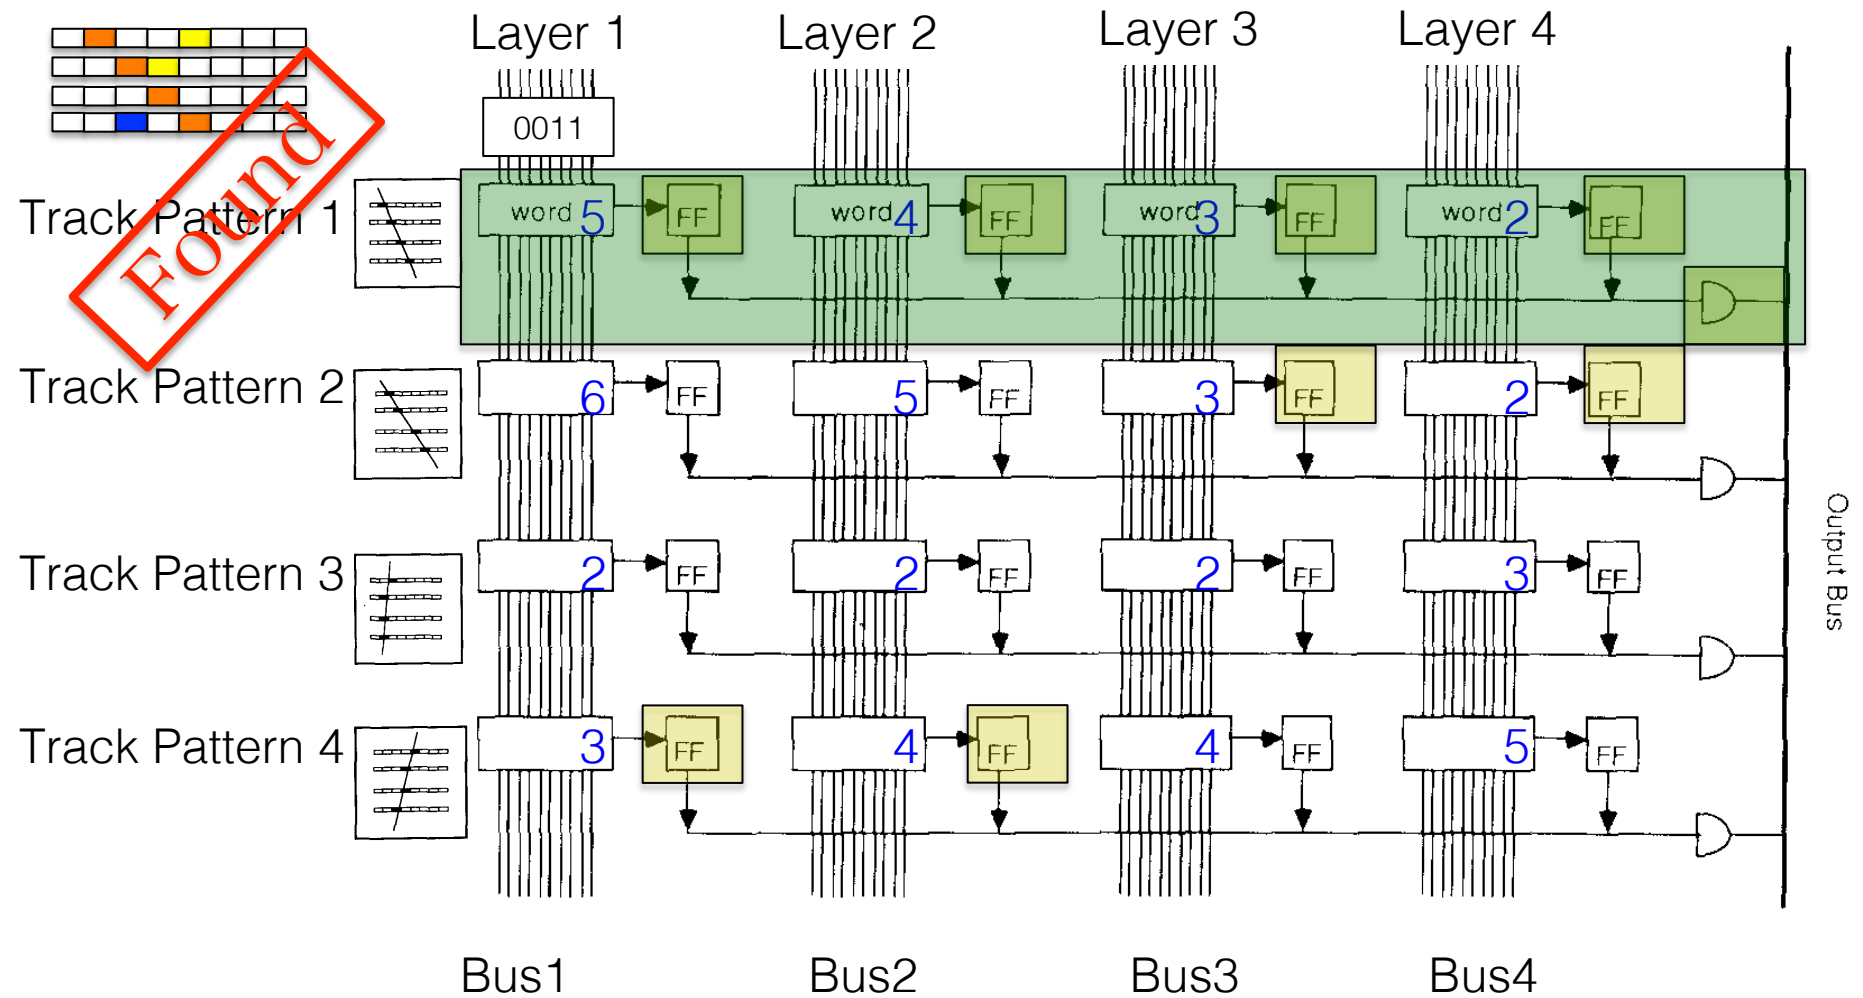 Layer 1 Layer 2 Layer 3 Layer 4
0011
Found
Track Pattern 1 word 5 FF word 4 FF word 3 FF word 2 FF
Track Pattern 2 6 FF 5 FF 3 FF 2 FF
Track Pattern 3 2 FF 2 FF 2 FF 3 FF
Track Pattern 4 3 FF 4 FF 4 FF 5 FF
Output Bus
Bus1 Bus2 Bus3 Bus4